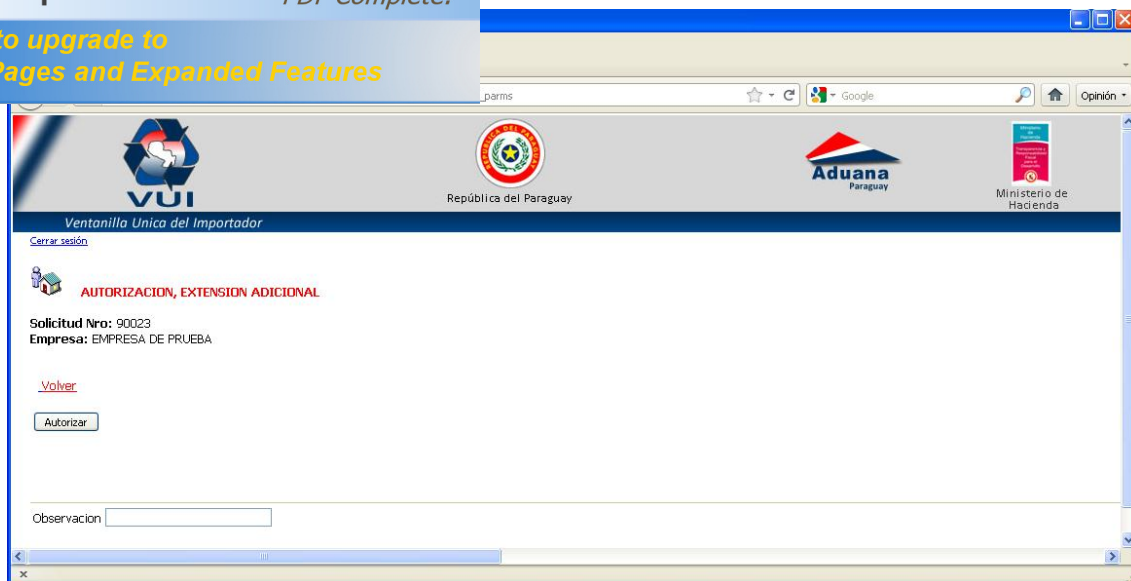 PDF Complete.
to upgrade to
Pages and Expanded Features
_parms
Google
Opinión
VUI
República del Paraguay
Aduana
Paraguay
Ministerio de
Hacienda
Ventanilla Unica del Importador
Cerrar sesión
AUTORIZACION, EXTENSION ADICIONAL
Solicitud Nro: 90023
Empresa: EMPRESA DE PRUEBA
Volver
Autorizar
Observacion